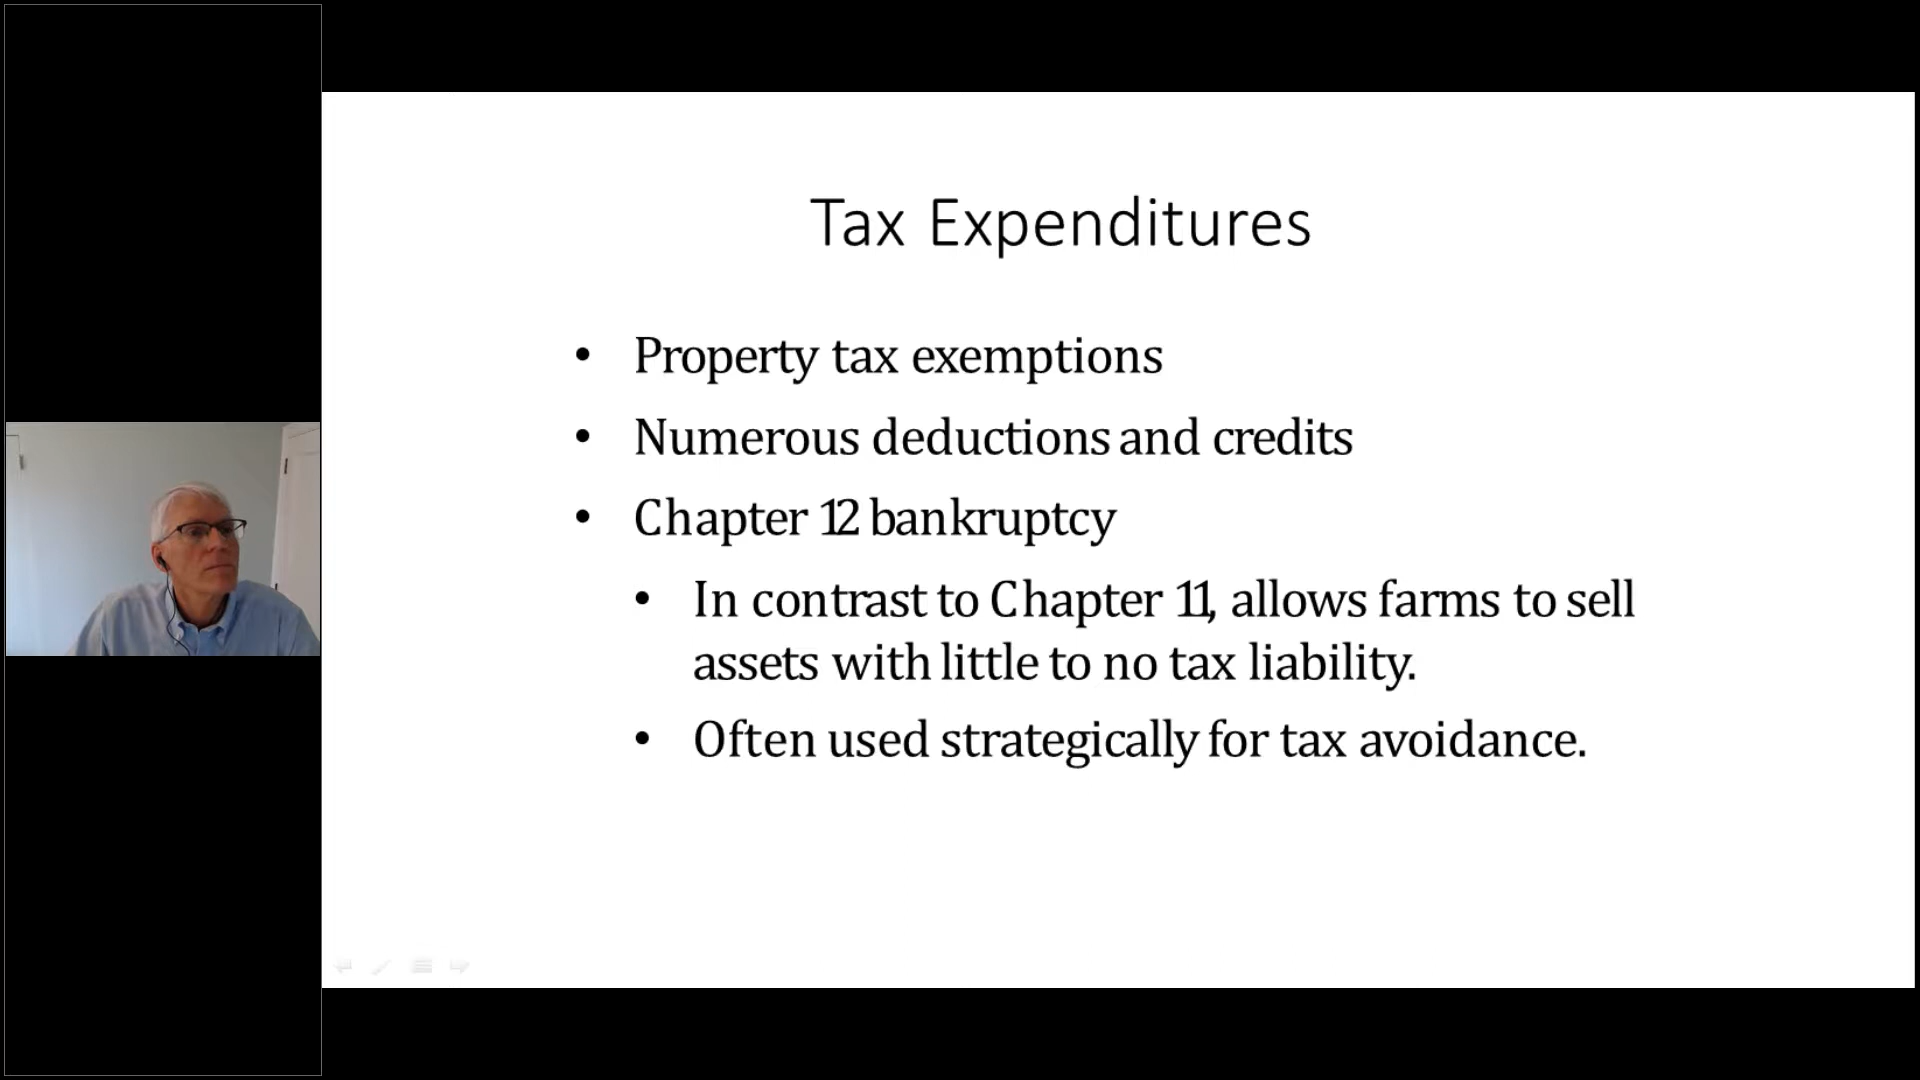 Tax Expenditures
• Property tax exemptions
• Numerous deductions and credits
• Chapter 12 bankruptcy
• In contrast to Chapter 11, allows farms to sell
assets with little to no tax liability.
• Often used strategically for tax avoidance.